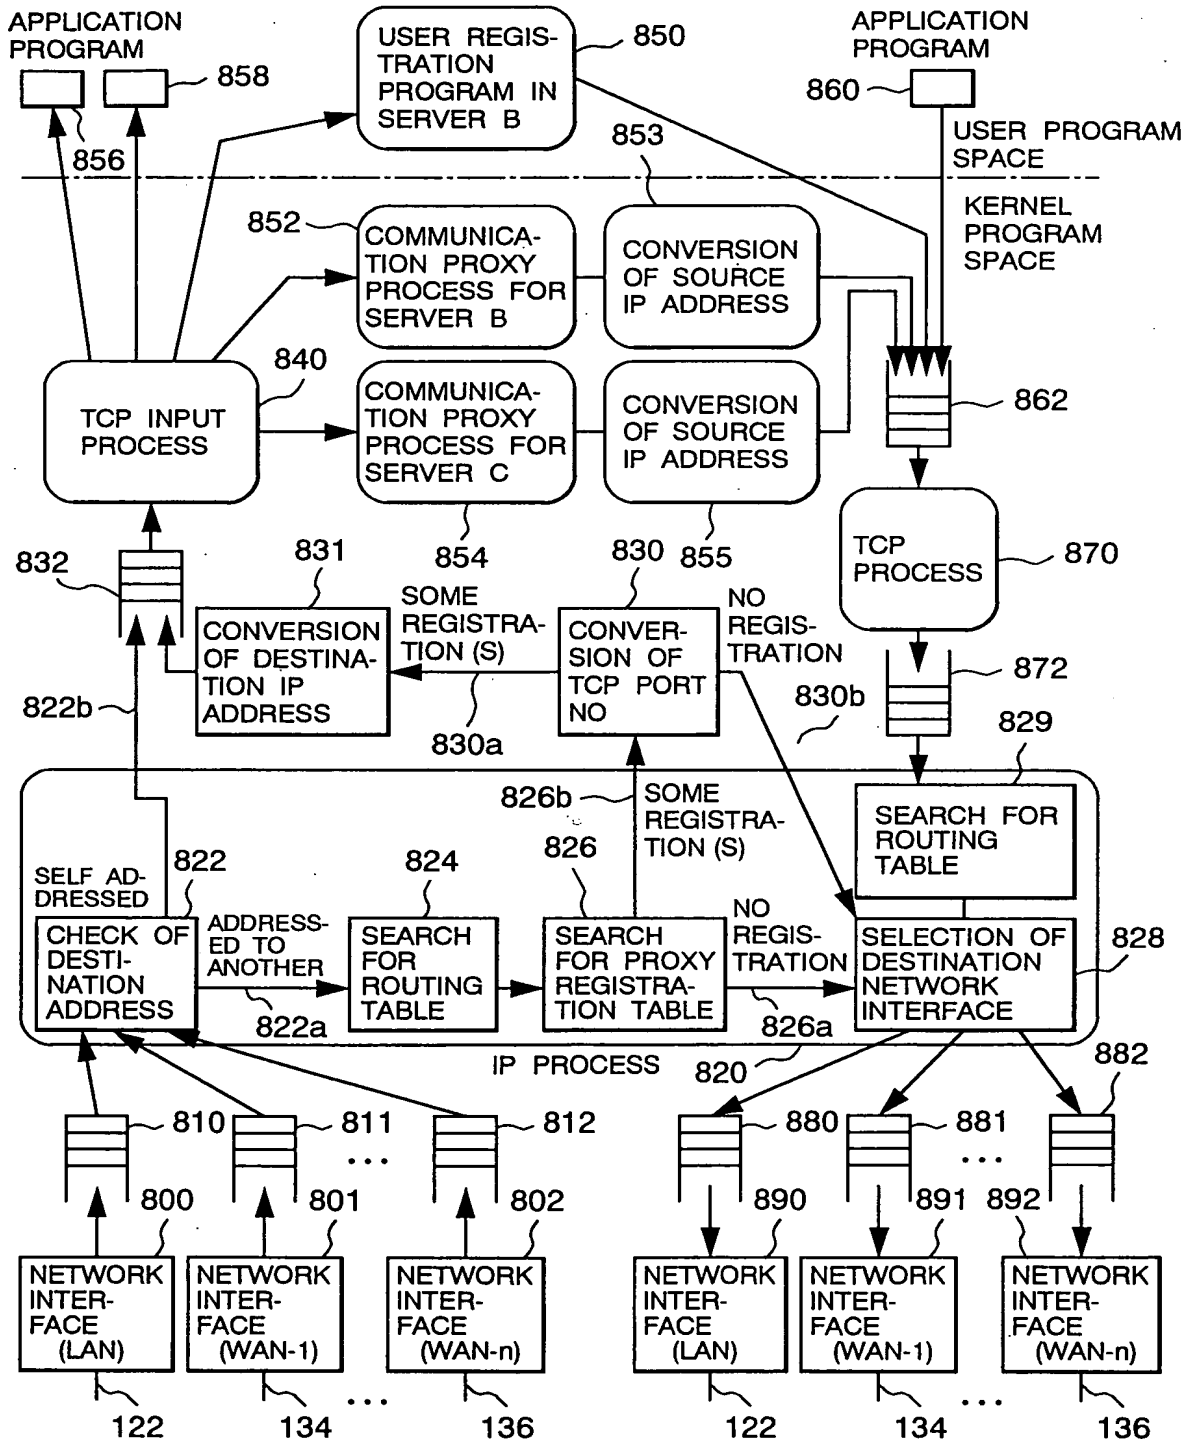 APPLICATION
PROGRAM
858
856
USER REGIS-
TRATION
PROGRAM IN
SERVER B
850
APPLICATION
PROGRAM
860
USER PROGRAM
SPACE
KERNEL
PROGRAM
SPACE
853
852
COMMUNICA-
TION PROXY
PROCESS FOR
SERVER B
CONVERSION
OF SOURCE
IP ADDRESS
840
TCP INPUT
PROCESS
COMMUNICA-
TION PROXY
PROCESS FOR
SERVER C
CONVERSION
OF SOURCE
IP ADDRESS
862
854
855
TCP
PROCESS
870
832
831
830
SOME
REGISTRA-
TION (S)
NO
REGIS-
TRATION
CONVERSION
OF DESTINA-
TION IP
ADDRESS
CONVER-
SION OF
TCP PORT
NO
872
822b
830a
830b
829
826b
SOME
REGISTRA-
TION (S)
SEARCH FOR
ROUTING
TABLE
SELF AD-
DRESSED
822
824
826
CHECK OF
DESTI-
NATION
ADDRESS
ADDRESS-
ED TO
ANOTHER
822a
SEARCH
FOR
ROUTING
TABLE
SEARCH
FOR PROXY
REGISTRA-
TION TABLE
NO
REGIS-
TRATION
826a
SELECTION OF
DESTINATION
NETWORK
INTERFACE
828
IP PROCESS
820
810
811
...
812
880
881
...
882
800
801
802
890
891
892
NETWORK
INTER-
FACE
(LAN)
NETWORK
INTER-
FACE
(WAN-1)
NETWORK
INTER-
FACE
(WAN-n)
NETWORK
INTER-
FACE
(LAN)
NETWORK
INTER-
FACE
(WAN-1)
NETWORK
INTER-
FACE
(WAN-n)
122
134
...
136
122
134
...
136